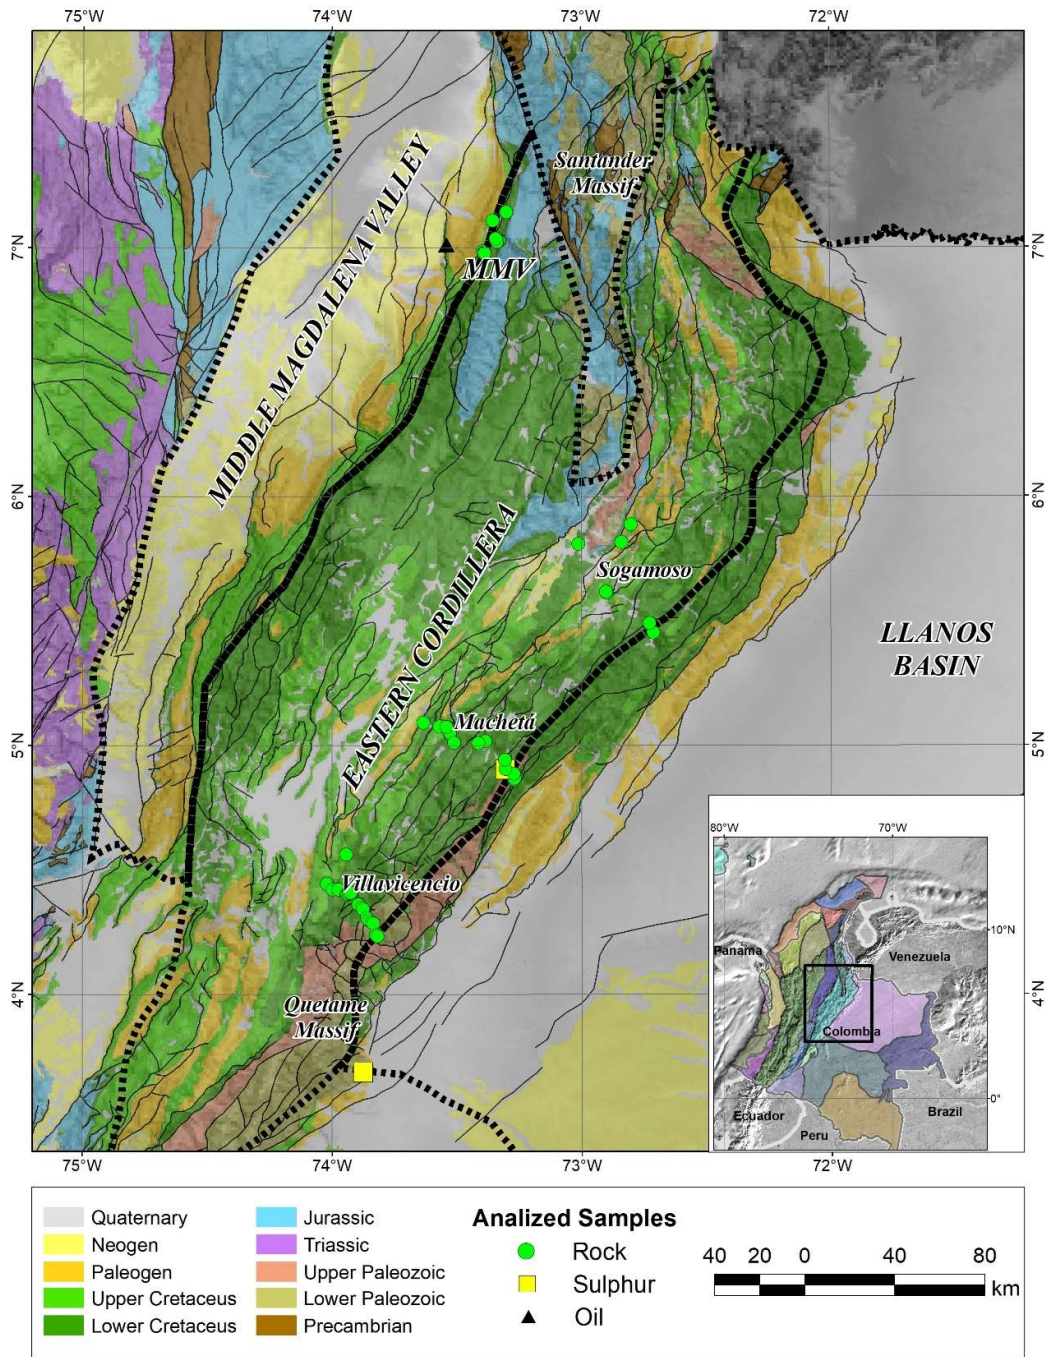 75°W 74°W 73°W 72°W
Santander
Massif
MIDDLE MAGDALENA VALLEY
7°N 7°N
MMV
6°N 6°N
EASTERN CORDILLERA
Sogamoso
LLANOS
BASIN
Machetá
5°N 5°N
80°W 70°W
Villavicencio
10°N
Panama
Venezuela
4°N 4°N
Quetame
Massif
Colombia
0°
Ecuador
Brazil
Peru
75°W 74°W 73°W 72°W
Quaternary
Neogen
Paleogen
Upper Cretaceus
Lower Cretaceus
Jurassic
Triassic
Upper Paleozoic
Lower Paleozoic
Precambrian
Analized Samples
Rock
Sulphur
Oil
40 20 0 40 80
km